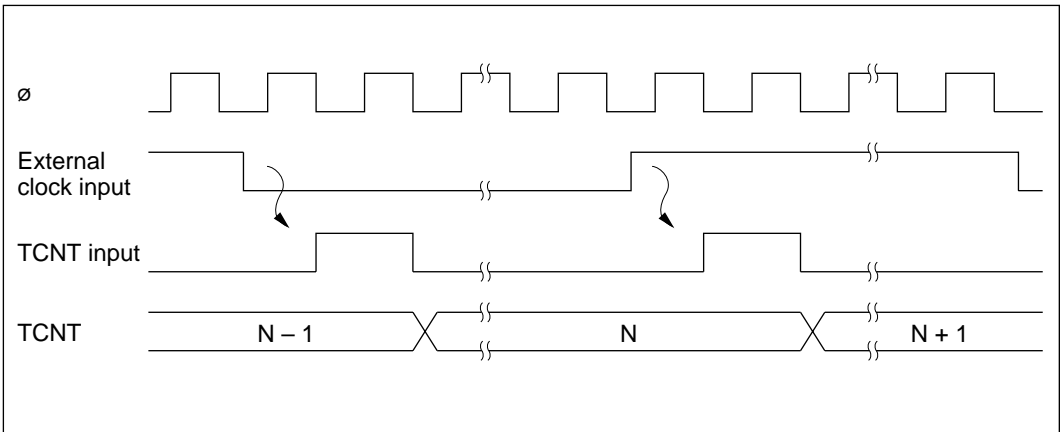 ø
External
clock input
TCNT input
TCNT
N – 1
N
N + 1